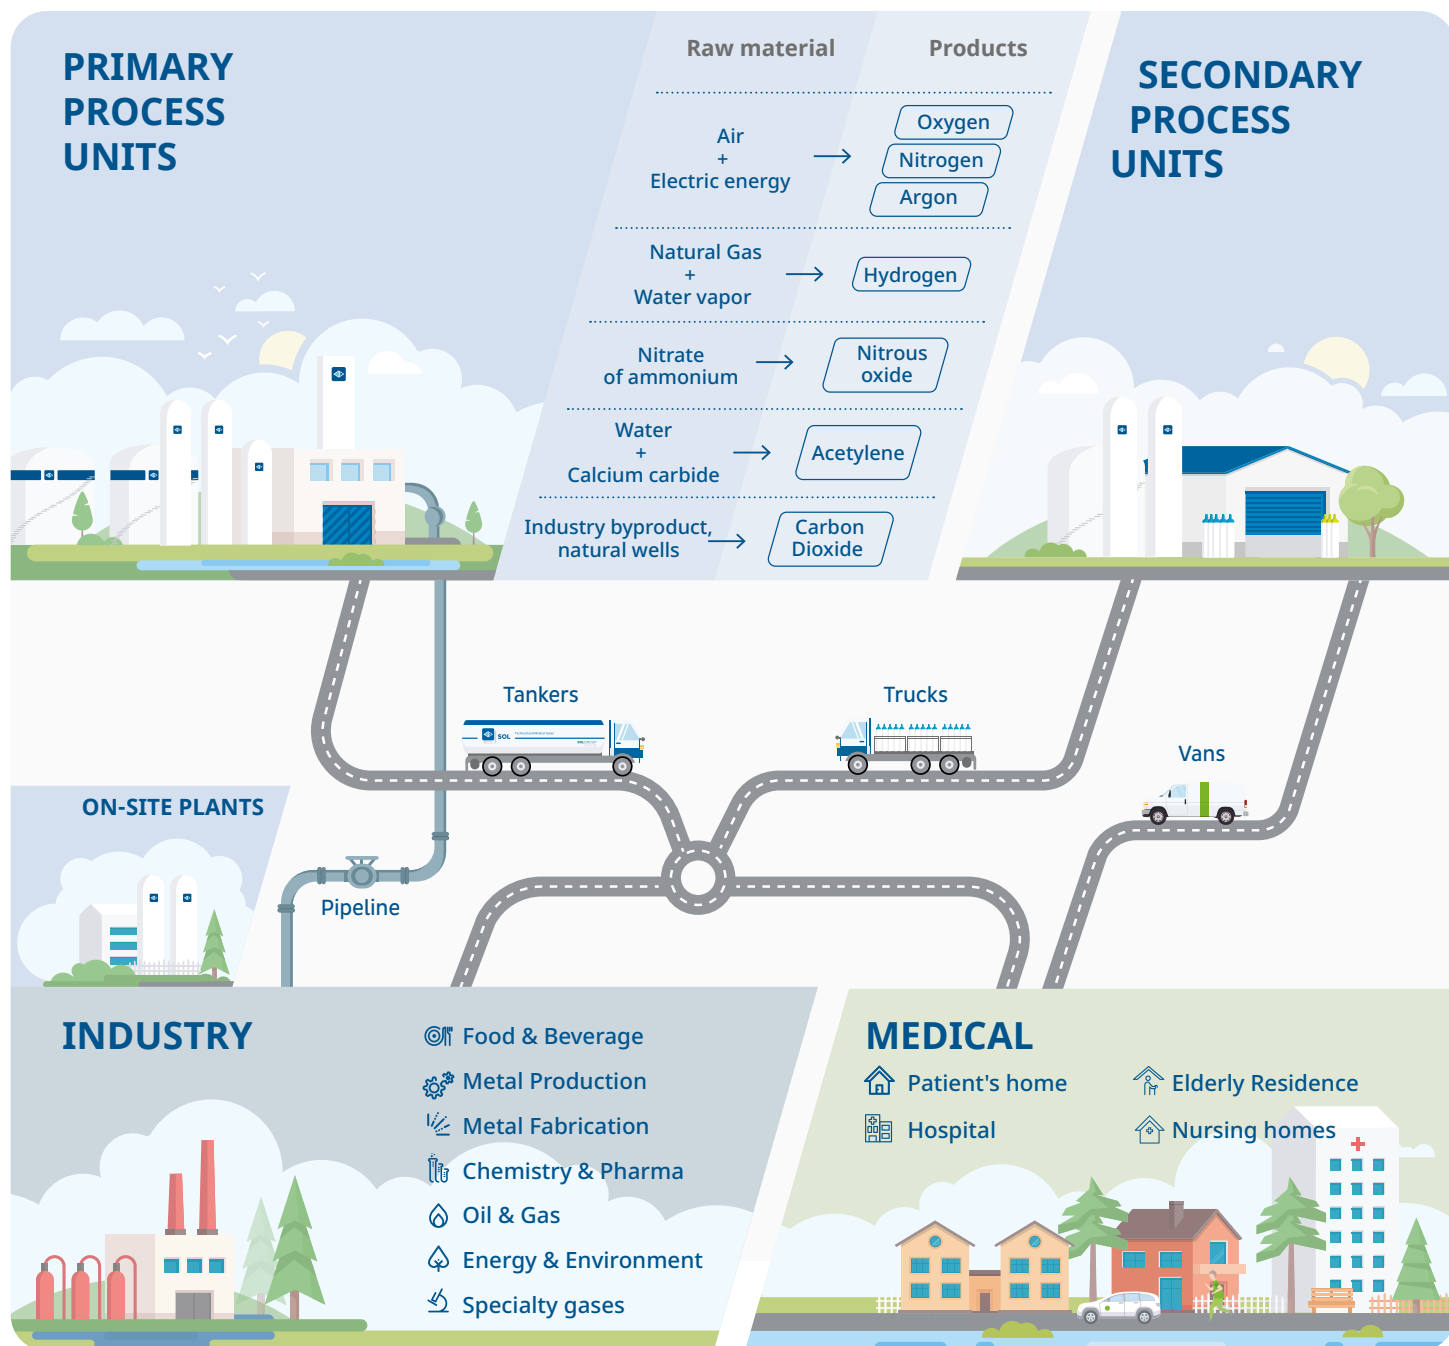 PRIMARY
PROCESS
UNITS
Raw material
Products
Air
+
Electric energy
Oxygen
Nitrogen
Argon
Natural Gas
+
Water vapor
Hydrogen
Nitrate
of ammonium
Nitrous
oxide
Water
+
Calcium carbide
Acetylene
Industry byproduct,
natural wells
Carbon
Dioxide
SECONDARY
PROCESS
UNITS
Tankers
SOL
Trucks
Vans
ON-SITE PLANTS
Pipeline
INDUSTRY
Food & Beverage
Metal Production
Metal Fabrication
Chemistry & Pharma
Oil & Gas
Energy & Environment
Specialty gases
MEDICAL
Patient's home
Hospital
Elderly Residence
Nursing homes